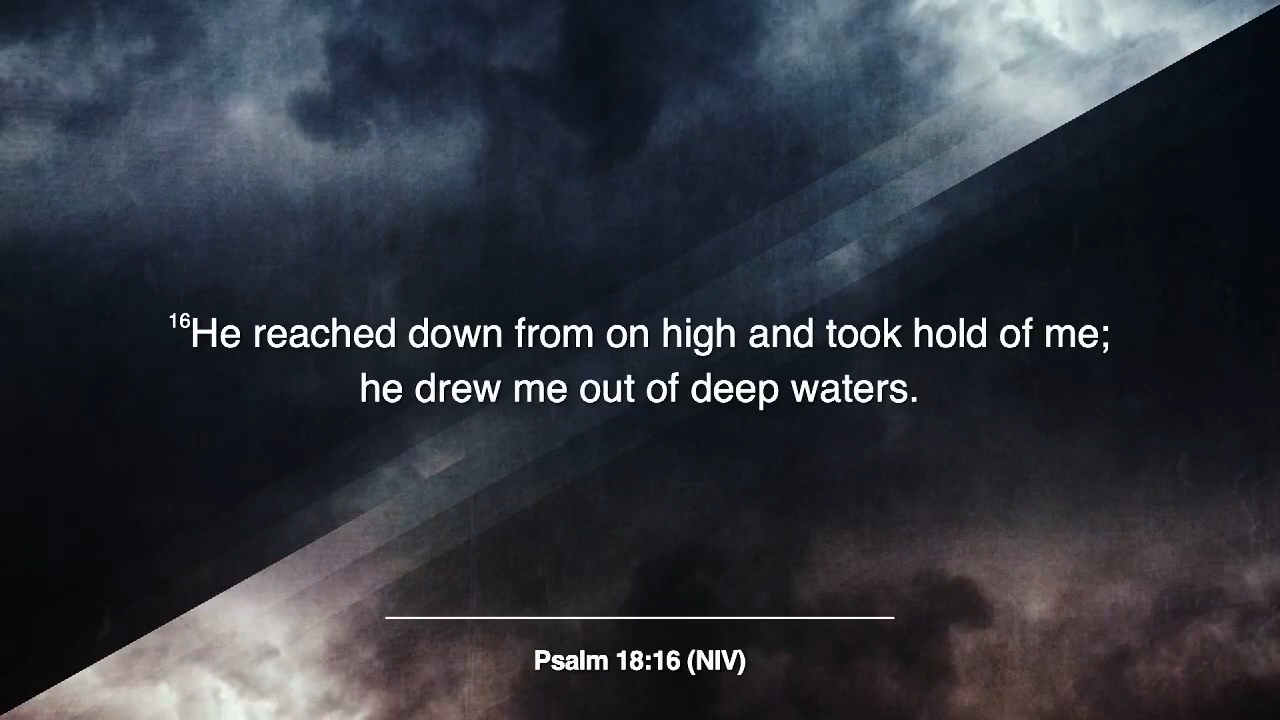 16He reached down from on high and took hold of me;
he drew me out of deep waters.
Psalm 18:16 (NIV)